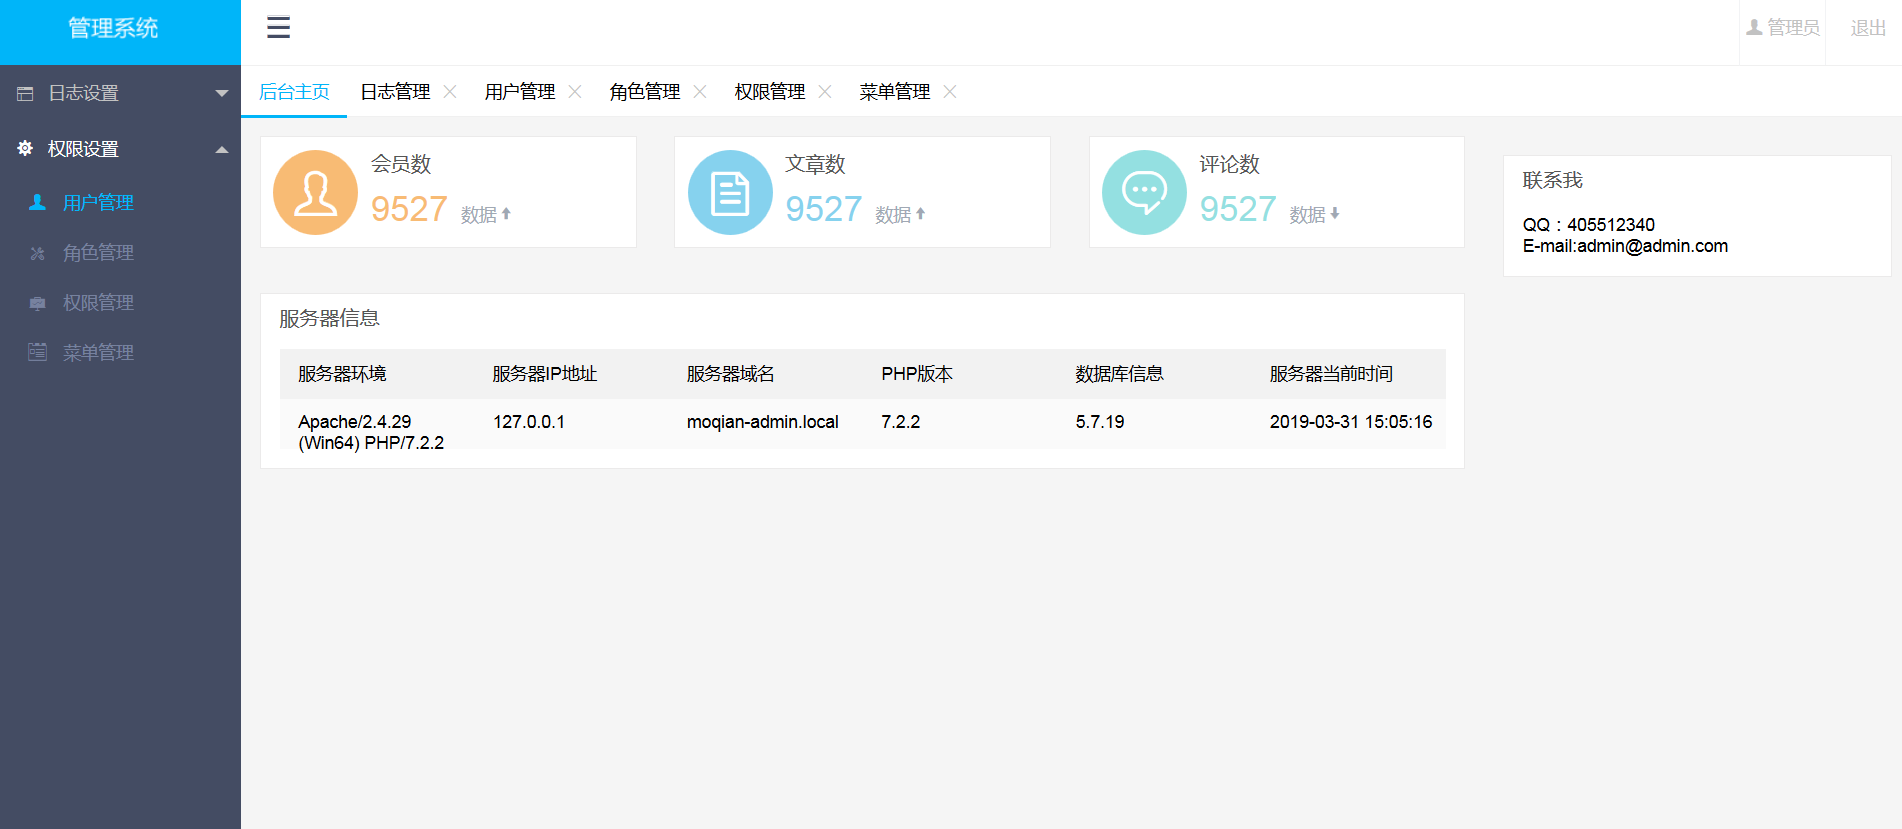 管理系统
管理员
退出
日志设置
权限设置
用户管理
角色管理
权限管理
菜单管理
后台主页
日志管理
用户管理
角色管理
权限管理
菜单管理
会员数
9527 数据
文章数
9527 数据
评论数
9527 数据
联系我
QQ：405512340
E-mail:admin@admin.com
服务器信息
服务器环境 服务器IP地址 服务器域名 PHP版本 数据库信息 服务器当前时间
Apache/2.4.29 127.0.0.1 moqian-admin.local 7.2.2 5.7.19 2019-03-31 15:05:16
(Win64) PHP/7.2.2